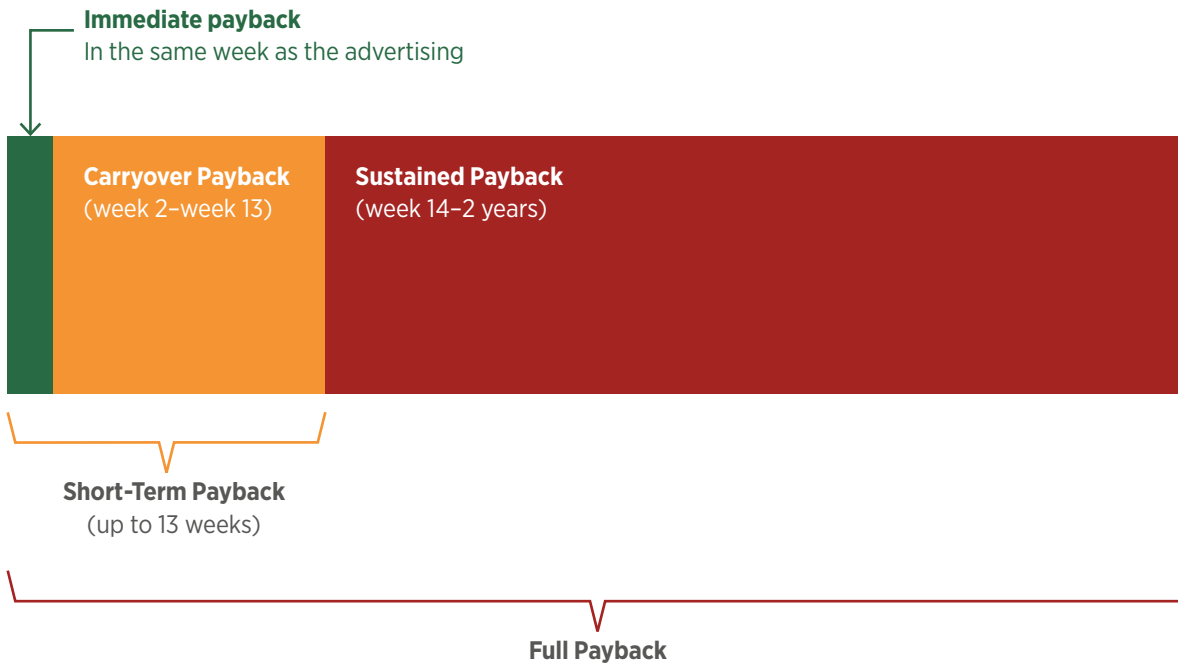 Immediate payback
In the same week as the advertising
Carryover Payback
(week 2–week 13)
Sustained Payback
(week 14–2 years)
Short-Term Payback
(up to 13 weeks)
Full Payback